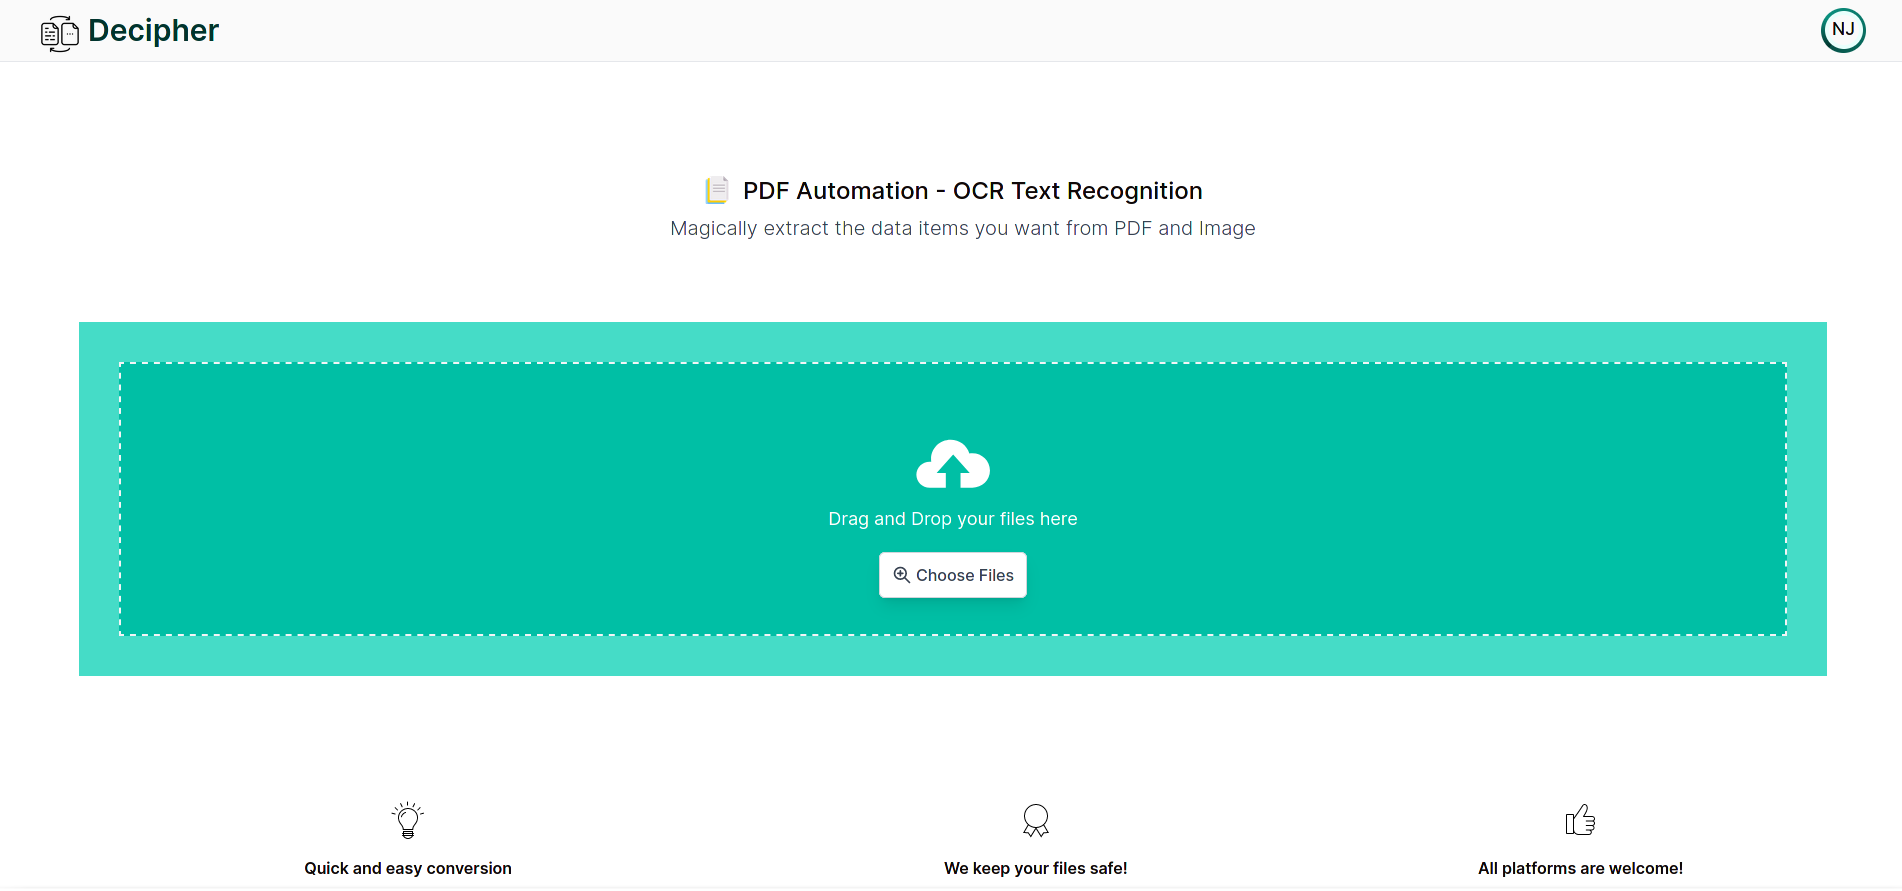 Decipher
NJ
PDF Automation - OCR Text Recognition
Magically extract the data items you want from PDF and Image
Drag and Drop your files here
Choose Files
Quick and easy conversion
We keep your files safe!
All platforms are welcome!